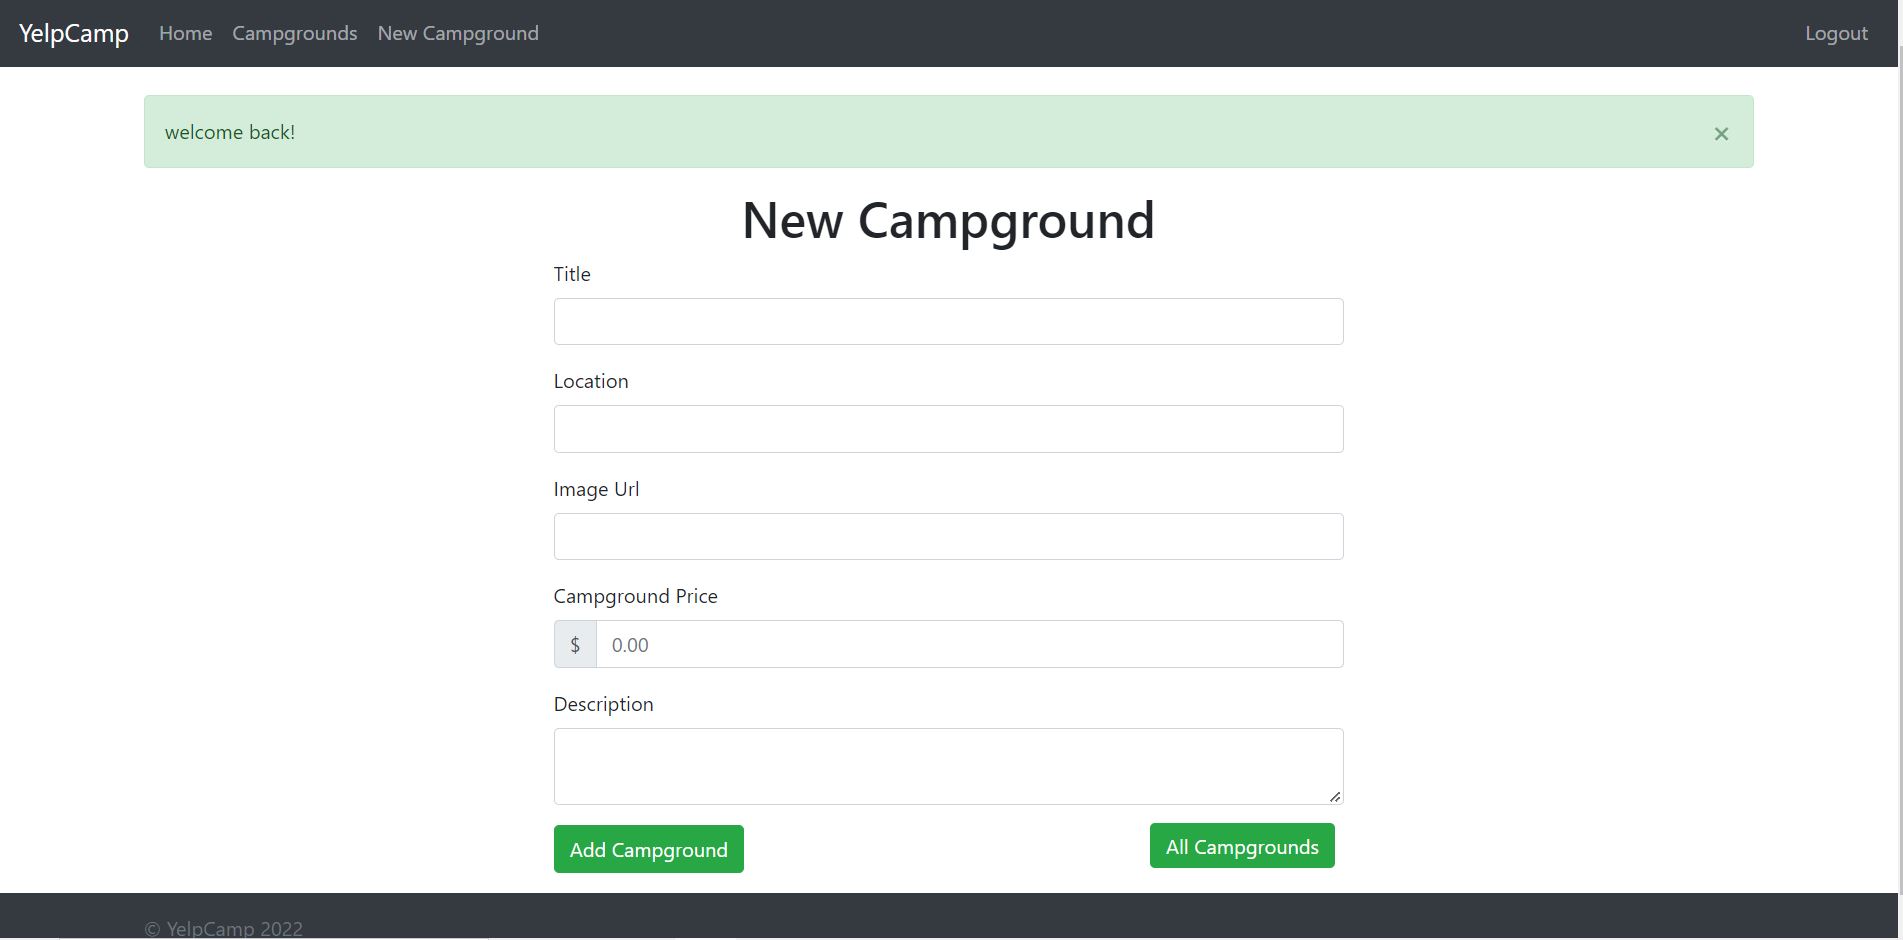 YelpCamp Home Campgrounds New Campground Logout
welcome back! ×
New Campground
Title
Location
Image Url
Campground Price
$ 0.00
Description
Add Campground All Campgrounds
© YelpCamp 2022